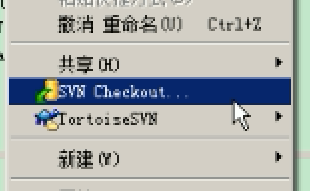 撤消 重命名(U) Ctrl+Z
共享(H)
SVN Checkout...
TortoiseSVN
新建(W)